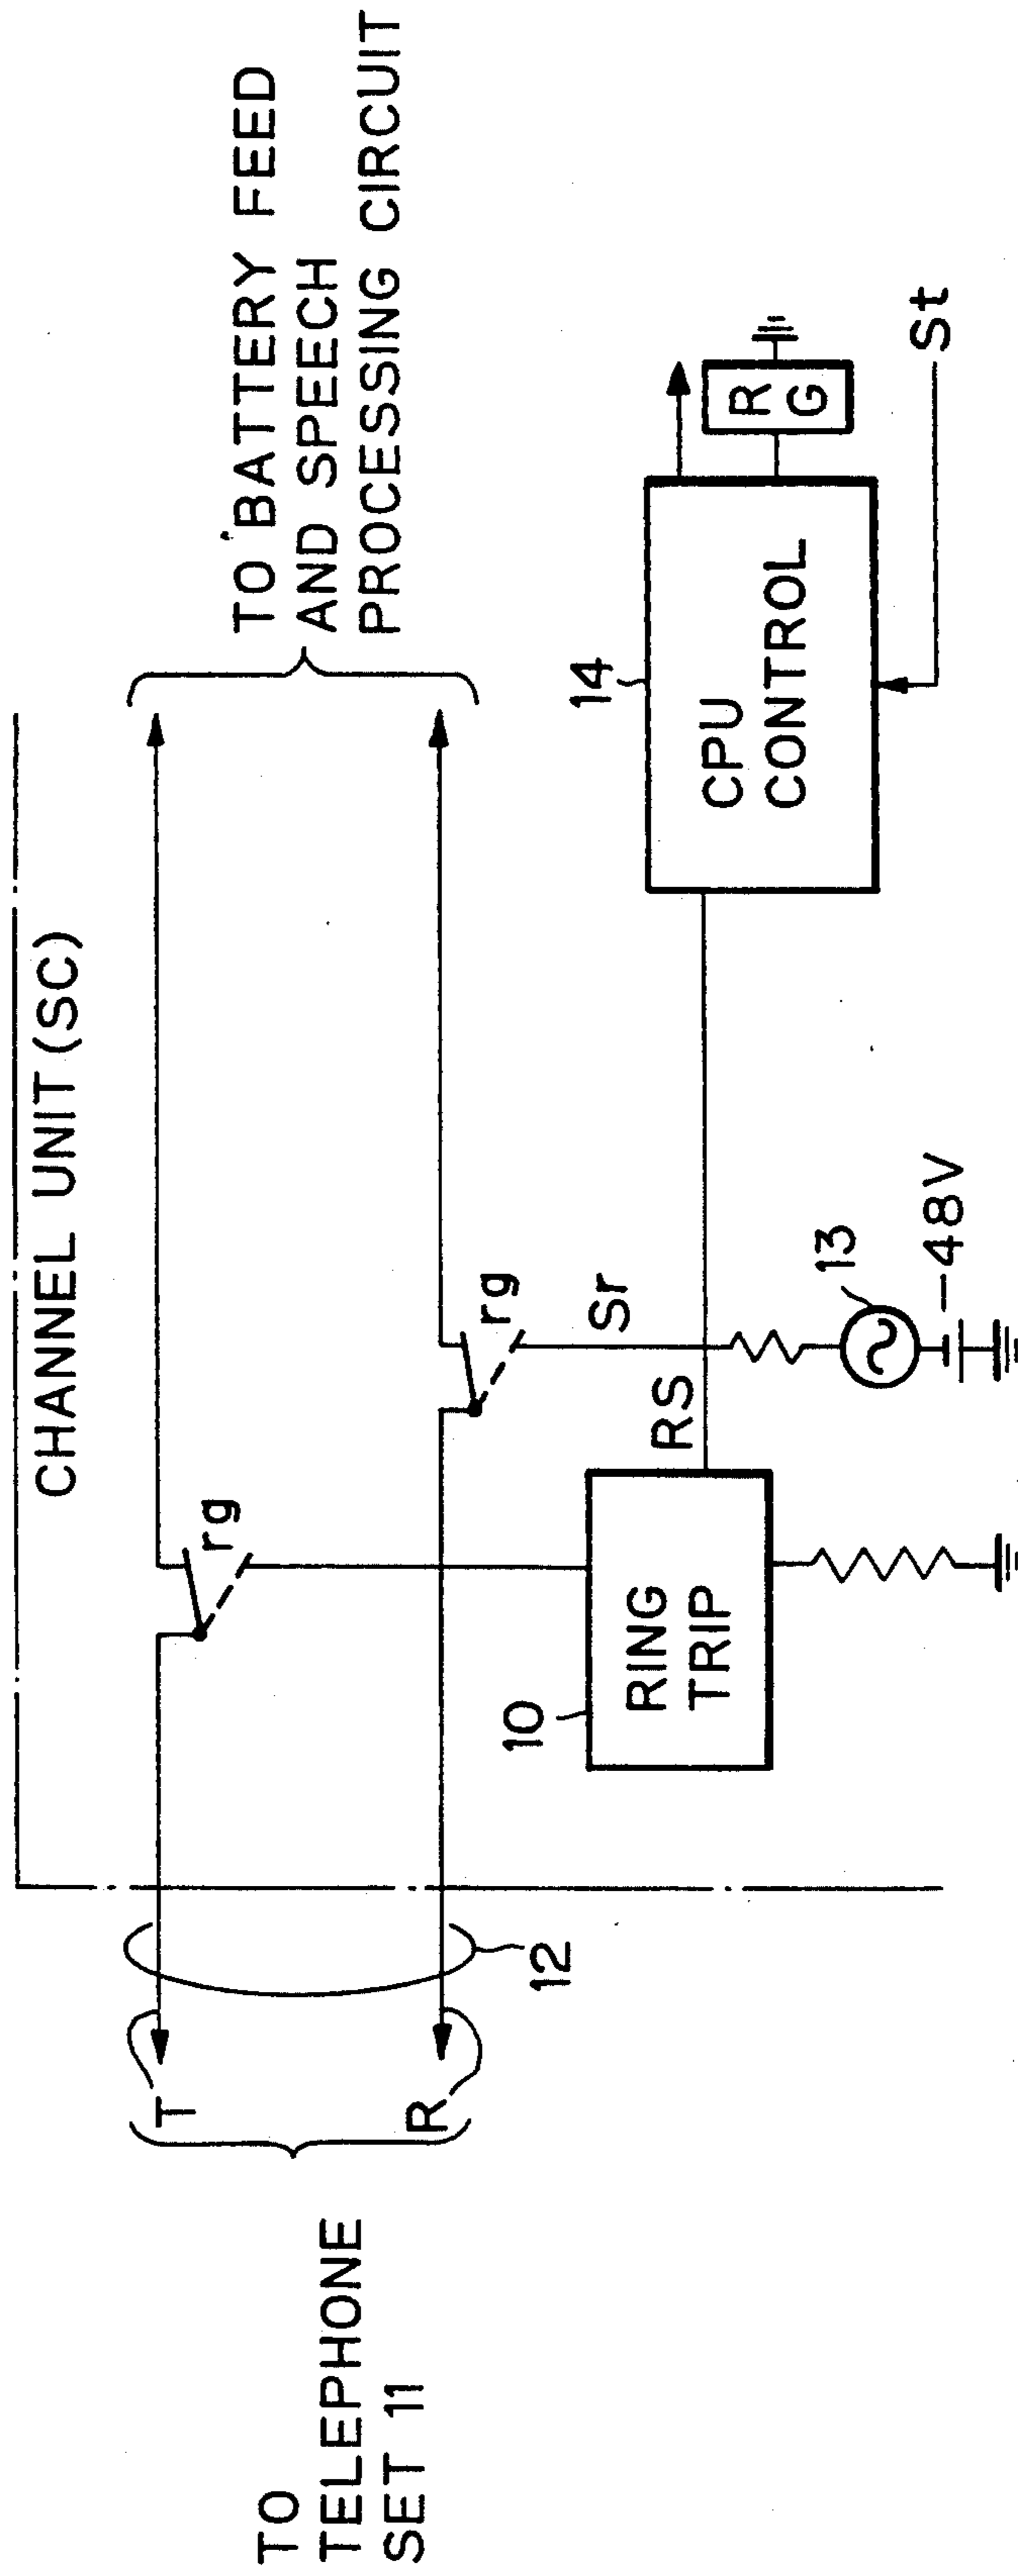 CHANNEL UNIT (SC)
TO BATTERY FEED
AND SPEECH
PROCESSING CIRCUIT
TO
TELEPHONE
SET 11
T
R
12
rg
rg
Sr
RS
10
RING
TRIP
13
-48V
14
CPU
CONTROL
R
G
St